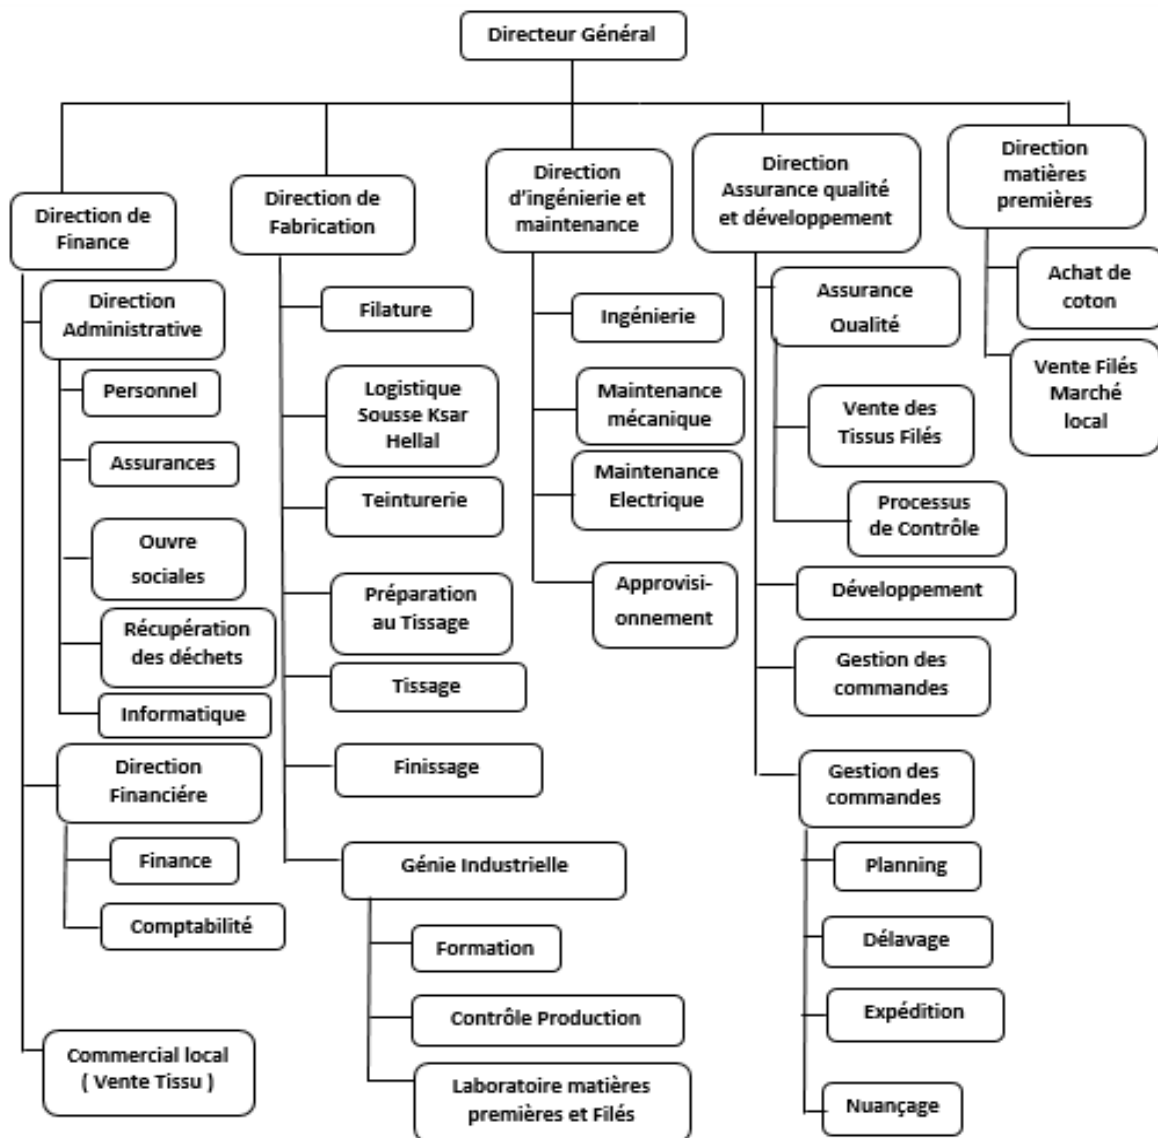 Directeur Général
Direction de
Finance
Direction
Administrative
Personnel
Assurances
Ouvre
sociales
Récupération
des déchets
Informatique
Direction
Financiére
Finance
Comptabilité
Commercial local
( Vente Tissu )
Direction de
Fabrication
Filature
Logistique
Sousse Ksar
Hellal
Teinturerie
Préparation
au Tissage
Tissage
Finissage
Génie Industrielle
Formation
Contrôle Production
Laboratoire matières
premières et Filés
Direction
d'ingénierie et
maintenance
Ingénierie
Maintenance
mécanique
Maintenance
Electrique
Approvisi-
onnement
Direction
Assurance qualité
et développement
Assurance
Qualité
Vente des
Tissus Filés
Processus
de Contrôle
Développement
Gestion des
commandes
Gestion des
commandes
Planning
Délavage
Expédition
Nuançage
Direction
matières
premières
Achat de
coton
Vente Filés
Marché
local